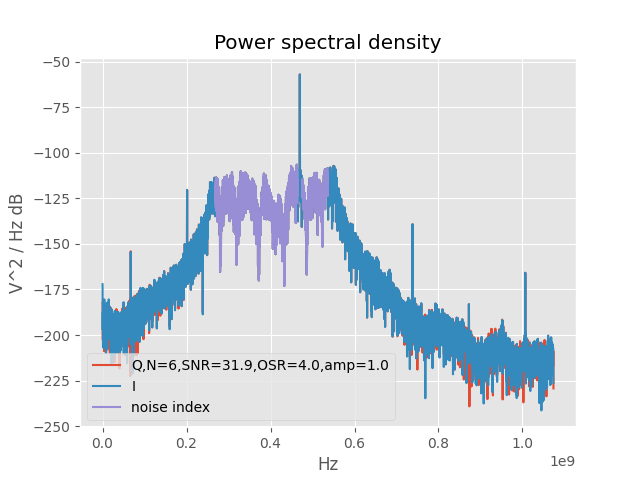 Power spectral density
V^2 / Hz dB
−50
−75
−100
−125
−150
−175
−200
−225
−250
Q,N=6,SNR=31.9,OSR=4.0,amp=1.0
I
noise index
0.0 0.2 0.4 0.6 0.8 1.0
1e9
Hz